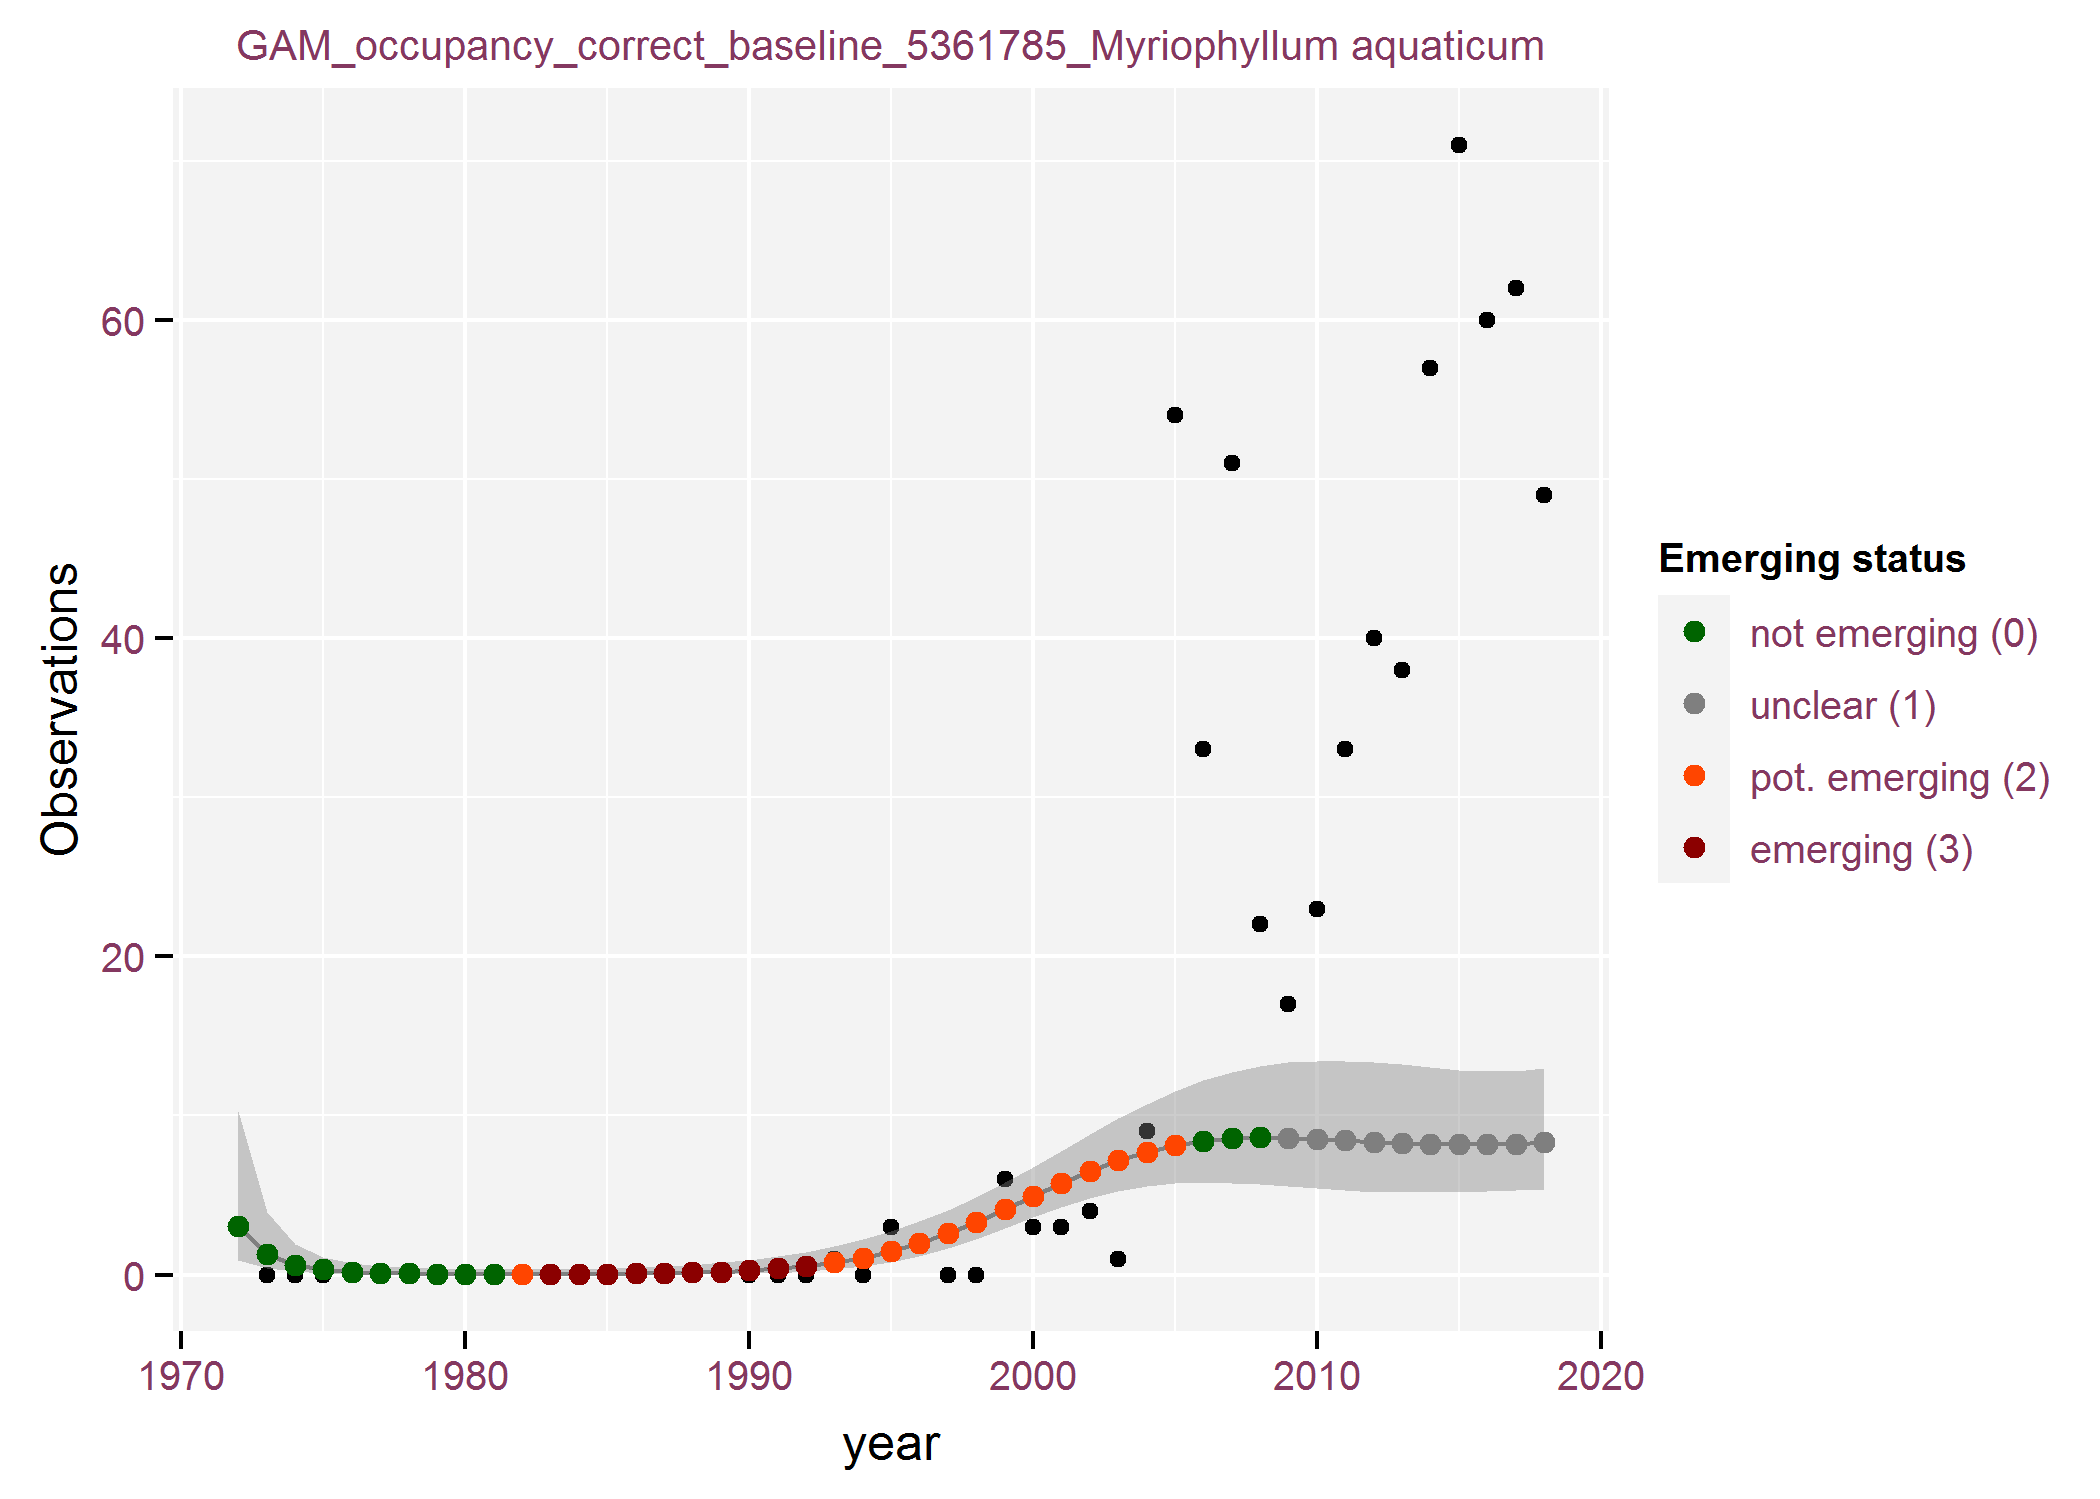 GAM_occupancy_correct_baseline_5361785_Myriophyllum aquaticum
Observations
60
40
20
0
1970 1980 1990 2000 2010 2020
year
Emerging status
not emerging (0)
unclear (1)
pot. emerging (2)
emerging (3)